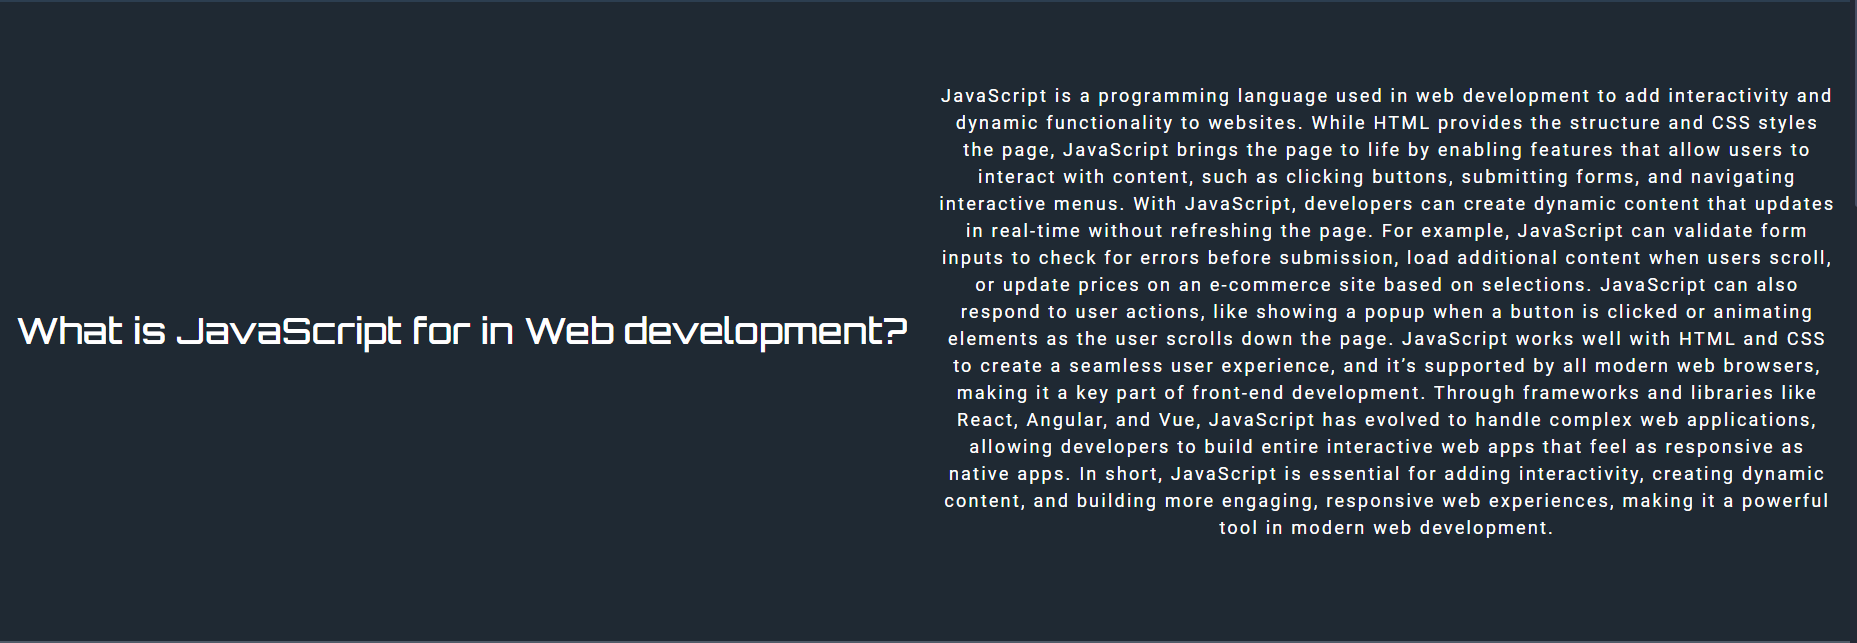 What is JavaScript for in Web development?
JavaScript is a programming language used in web development to add interactivity and
dynamic functionality to websites. While HTML provides the structure and CSS styles
the page, JavaScript brings the page to life by enabling features that allow users to
interact with content, such as clicking buttons, submitting forms, and navigating
interactive menus. With JavaScript, developers can create dynamic content that updates
in real-time without refreshing the page. For example, JavaScript can validate form
inputs to check for errors before submission, load additional content when users scroll,
or update prices on an e-commerce site based on selections. JavaScript can also
respond to user actions, like showing a popup when a button is clicked or animating
elements as the user scrolls down the page. JavaScript works well with HTML and CSS
to create a seamless user experience, and it’s supported by all modern web browsers,
making it a key part of front-end development. Through frameworks and libraries like
React, Angular, and Vue, JavaScript has evolved to handle complex web applications,
allowing developers to build entire interactive web apps that feel as responsive as
native apps. In short, JavaScript is essential for adding interactivity, creating dynamic
content, and building more engaging, responsive web experiences, making it a powerful
tool in modern web development.